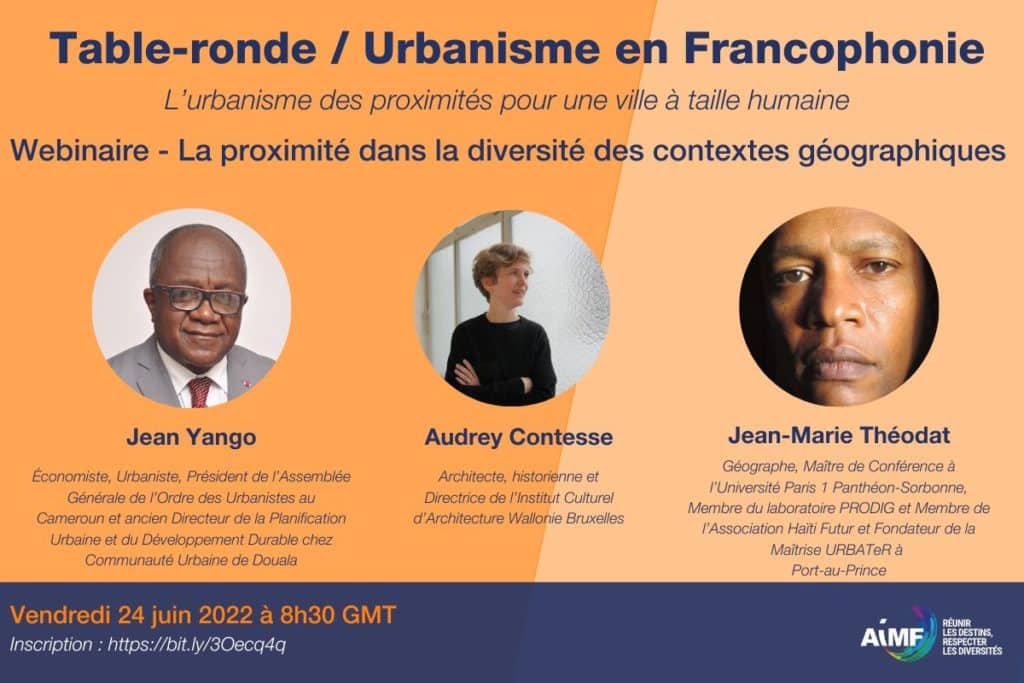 Table-ronde / Urbanisme en Francophonie
L'urbanisme des proximités pour une ville à taille humaine
Webinaire - La proximité dans la diversité des contextes géographiques
Jean Yango
Économiste, Urbaniste, Président de l'Assemblée
Générale de l'Ordre des Urbanistes au
Cameroun et ancien Directeur de la Planification
Urbaine et du Développement Durable chez
Communauté Urbaine de Douala
Audrey Contesse
Architecte, historienne et
Directrice de l'Institut Culturel
d'Architecture Wallonie Bruxelles
Jean-Marie Théodat
Géographe, Maître de Conférence à
l'Université Paris 1 Panthéon-Sorbonne,
Membre du laboratoire PRODIG et Membre de
l'Association Haïti Futur et Fondateur de la
Maîtrise URBATeR à
Port-au-Prince
Vendredi 24 juin 2022 à 8h30 GMT
Inscription : https://bit.ly/3Oecq4q
AIMF
RÉUNIR
LES DESTINS,
RESPECTER
LES DIVERSITÉS